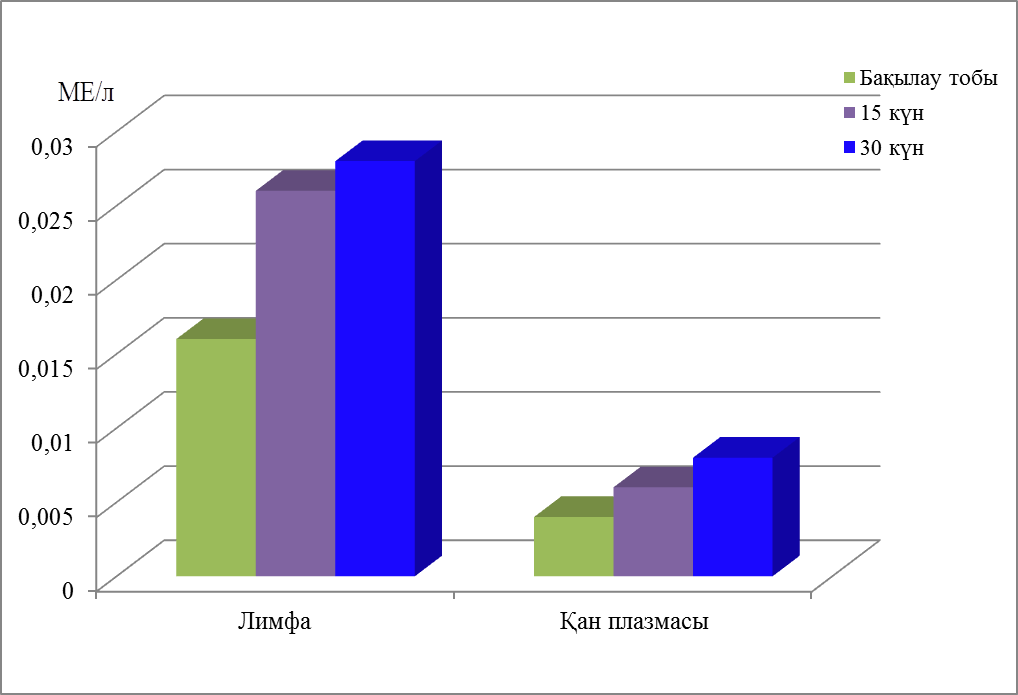 МЕ/л
Бақылау тобы
15 күн
30 күн
0,03
0,025
0,02
0,015
0,01
0,005
0
Лимфа
Қан плазмасы